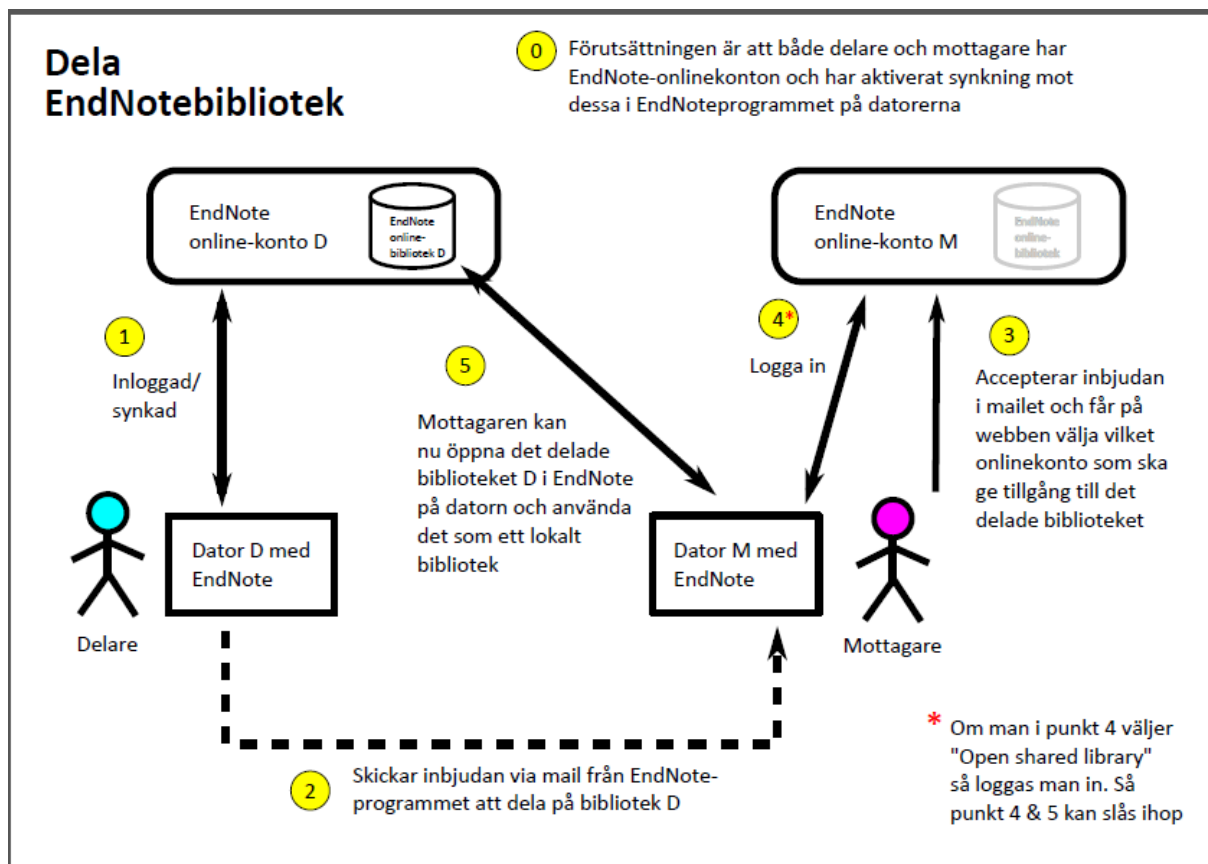 Dela
EndNotebibliotek
0
Förutsättningen är att både delare och mottagare har
EndNote-onlinekonton och har aktiverat synkning mot
dessa i EndNoteprogrammet på datorerna
EndNote
online-konto D
EndNote
online-
bibliotek D
EndNote
online-konto M
EndNote
online-
bibliotek
1
Inloggad/
synkad
5
Mottagaren kan
nu öppna det delade
biblioteket D i EndNote
på datorn och använda
det som ett lokalt
bibliotek
4*
Logga in
3
Accepterar inbjudan
i mailet och får på
webben välja vilket
onlinekonto som ska
ge tillgång till det
delade biblioteket
Dator D med
EndNote
Delare
Dator M med
EndNote
Mottagare
2
Skickar inbjudan via mail från EndNote-
programmet att dela på bibliotek D
* Om man i punkt 4 väljer
"Open shared library"
så loggas man in. Så
punkt 4 & 5 kan slås ihop